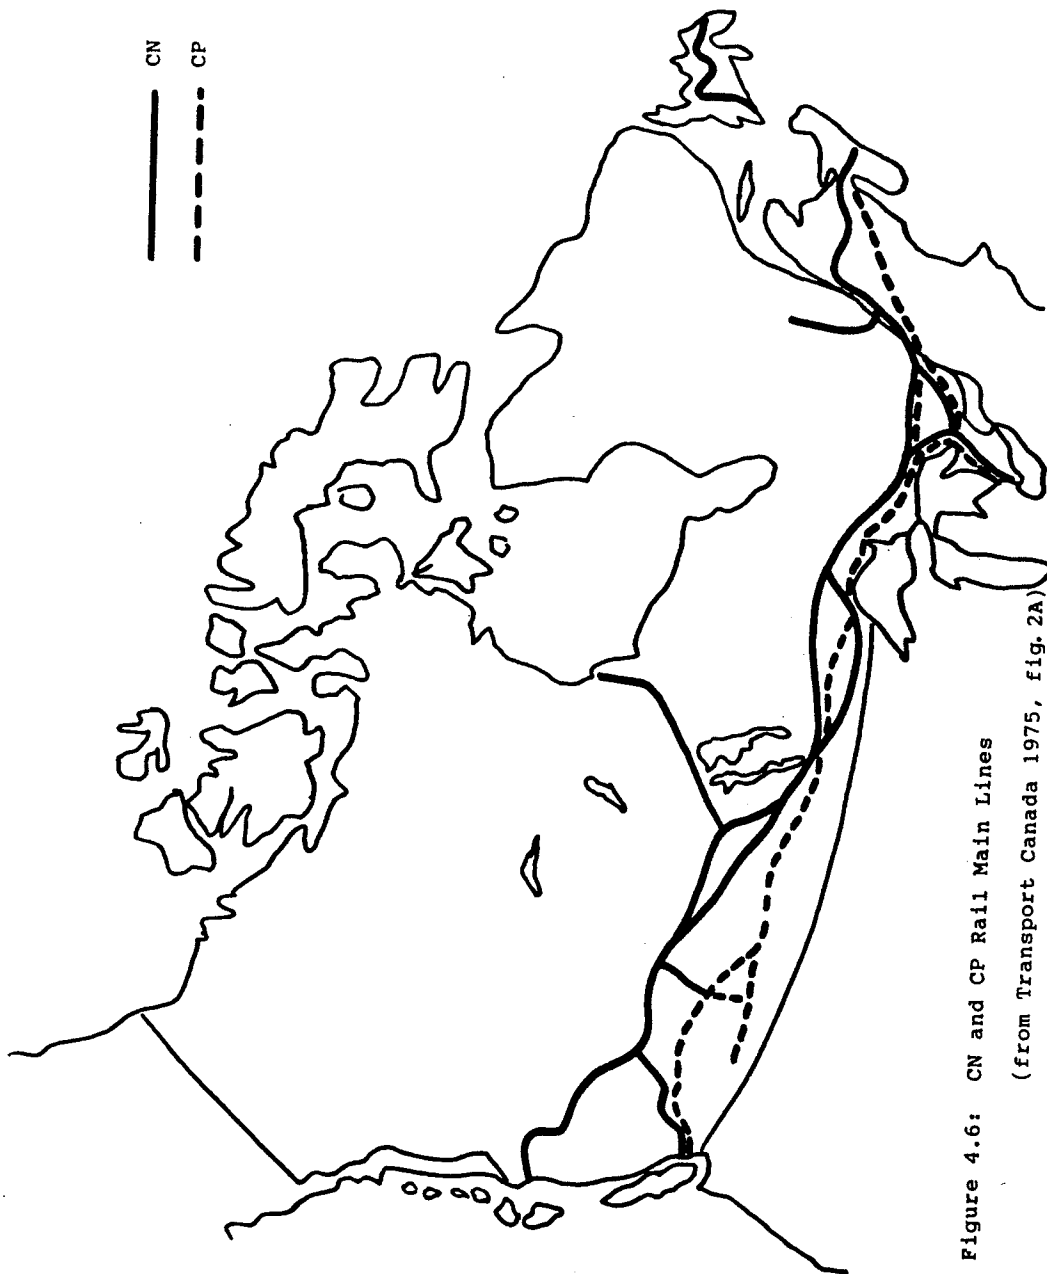 CN
CP
Figure 4.6: CN and CP Rail Main Lines
(from Transport Canada 1975, fig. 2A)